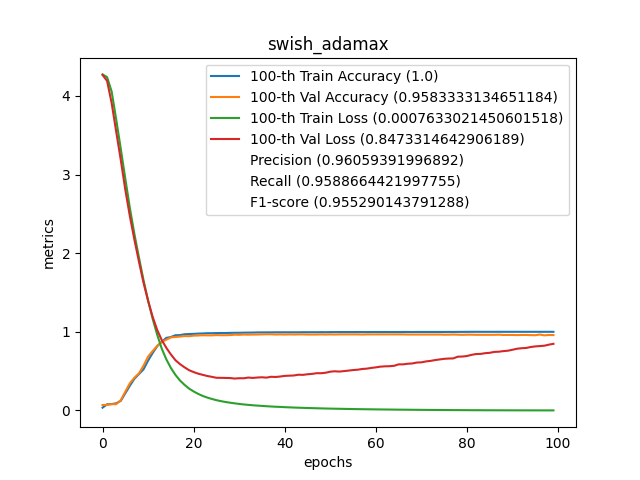 swish_adamax
100-th Train Accuracy (1.0)
100-th Val Accuracy (0.9583333134651184)
100-th Train Loss (0.0007633021450601518)
100-th Val Loss (0.8473314642906189)
Precision (0.96059391996892)
Recall (0.9588664421997755)
F1-score (0.955290143791288)
metrics
4
3
2
1
0
0 20 40 60 80 100
epochs